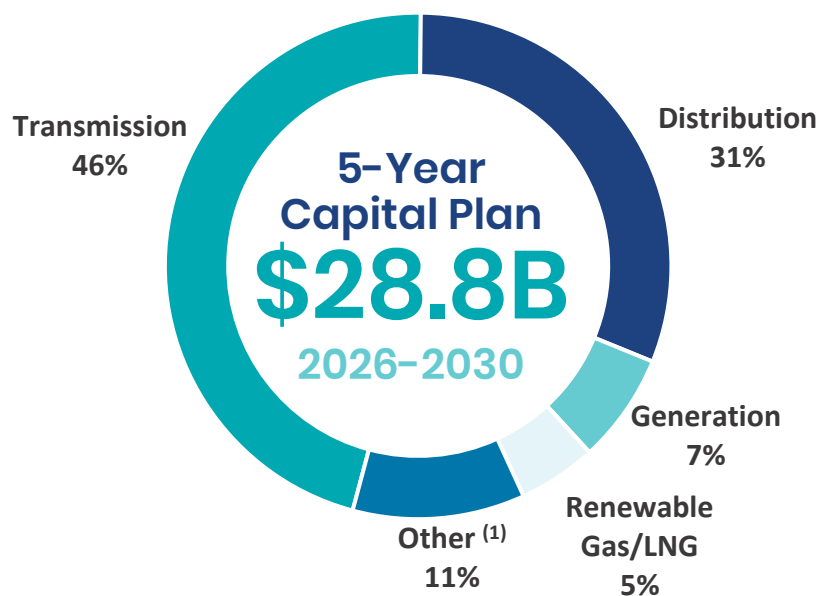 Transmission
46%
Distribution
31%
5-Year
Capital Plan
$28.8B
2026-2030
Generation
7%
Renewable
Gas/LNG
5%
Other (1)
11%